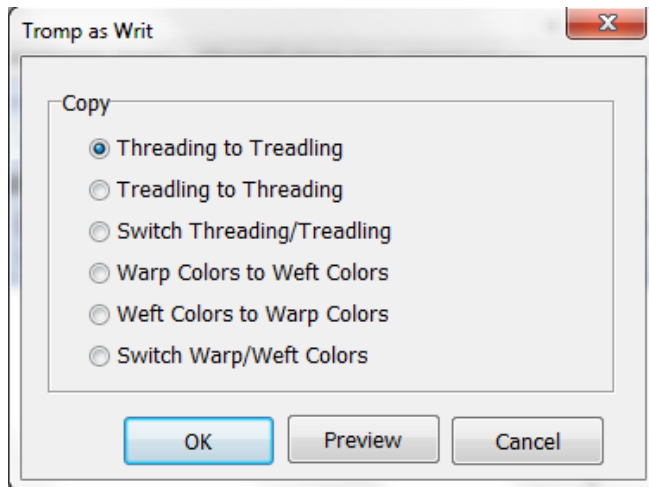 Tromp as Writ
Copy
Threading to Treadling
Treadling to Threading
Switch Threading/Treadling
Warp Colors to Weft Colors
Weft Colors to Warp Colors
Switch Warp/Weft Colors
OK Preview Cancel